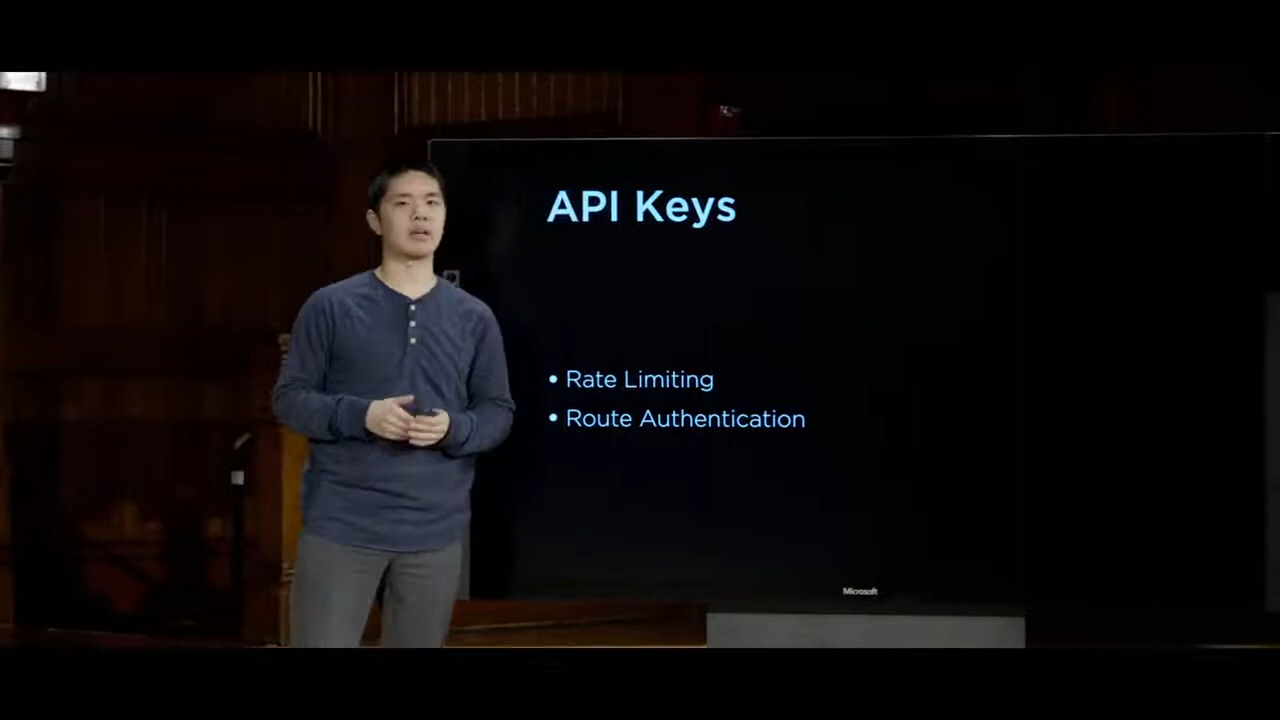 API Keys
• Rate Limiting
• Route Authentication
Microsoft